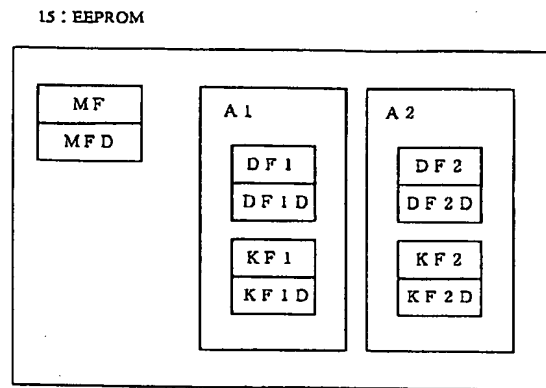 15 : EEPROM
MF
MFD
A1
DF1
DF1D
KF1
KF1D
A2
DF2
DF2D
KF2
KF2D